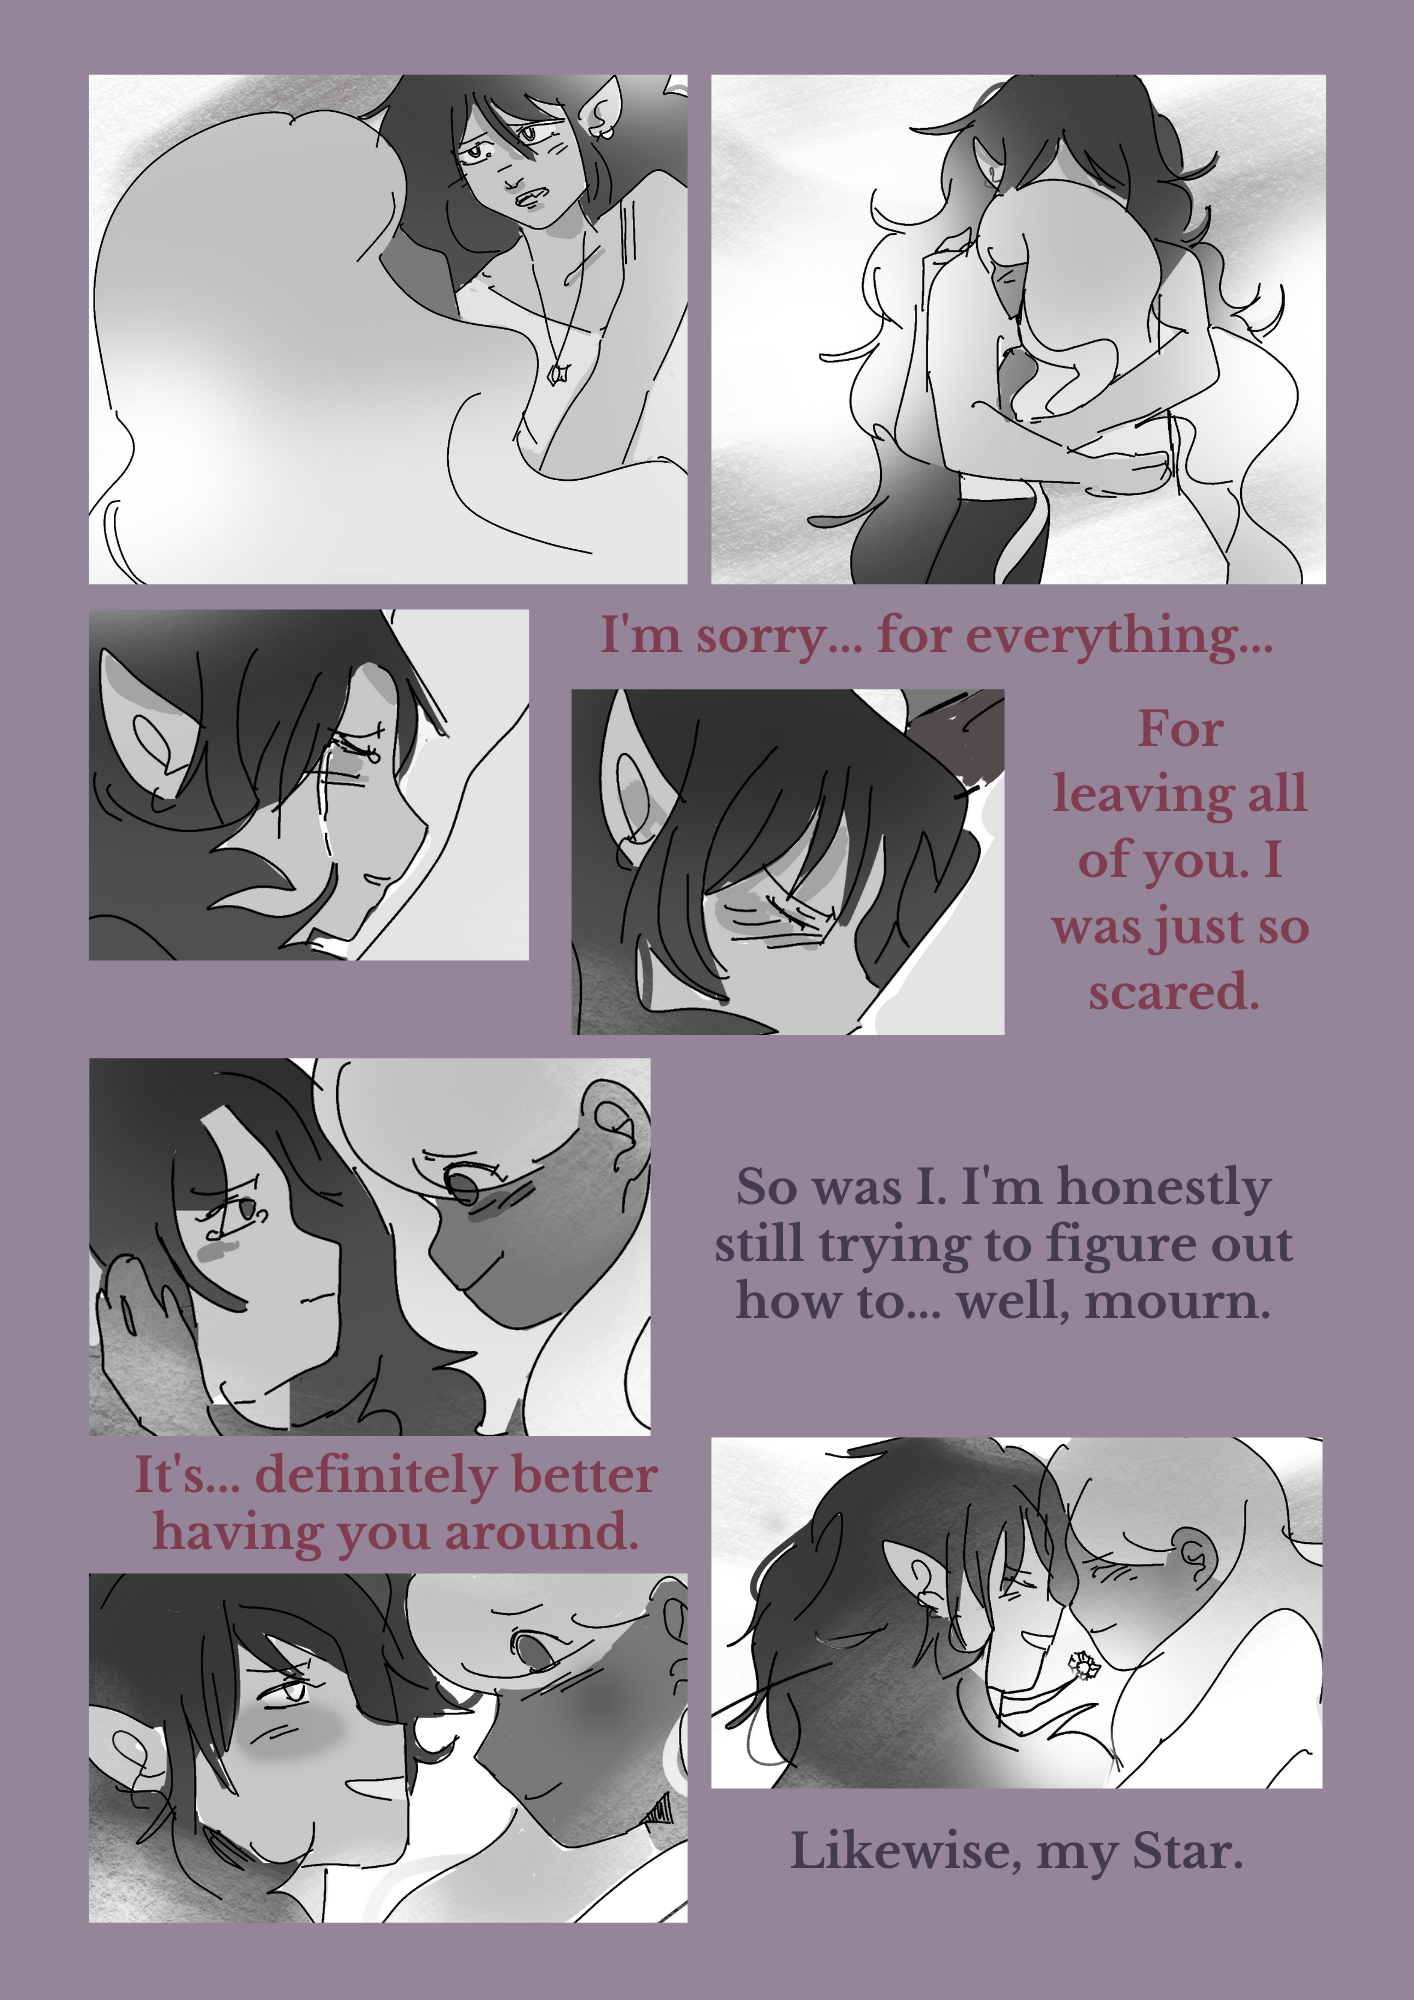 I'm sorry... for everything...
For
leaving all
of you. I
was just so
scared.
So was I. I'm honestly
still trying to figure out
how to... well, mourn.
It's... definitely better
having you around.
Likewise, my Star.